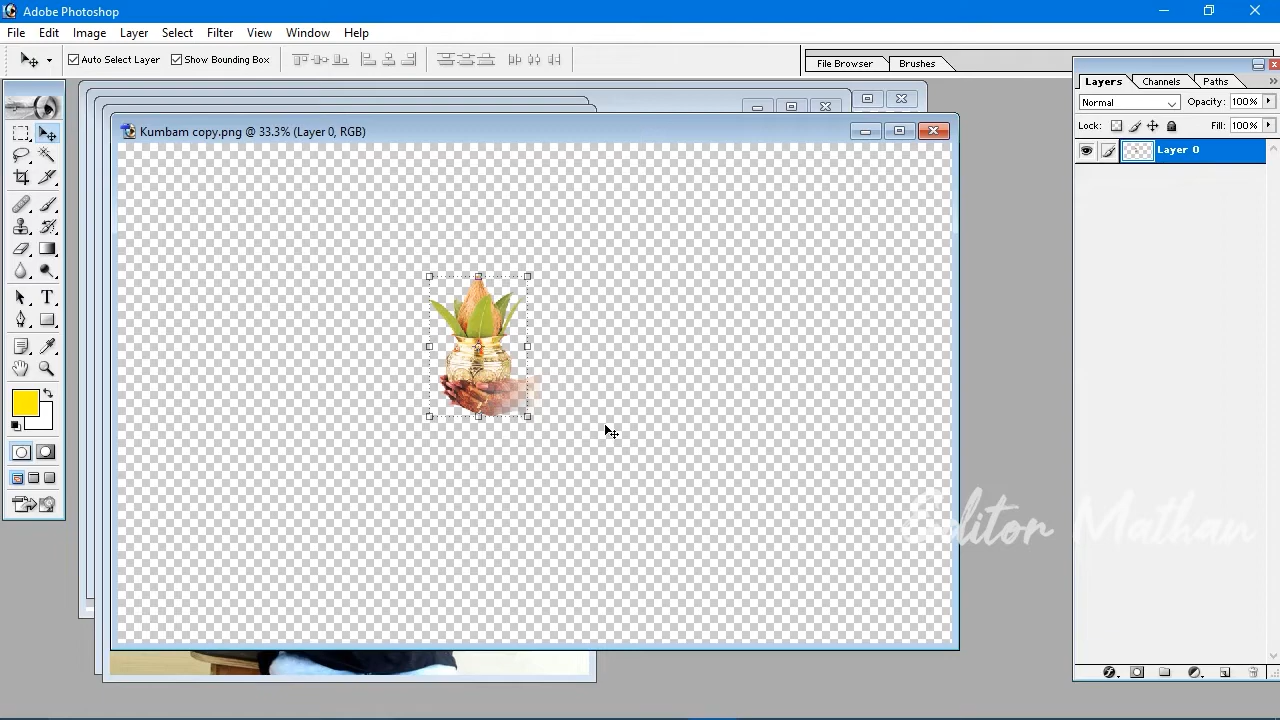 Adobe Photoshop
File Edit Image Layer Select Filter View Window Help
Auto Select Layer Show Bounding Box
File Browser Brushes
Layers Channels Paths
Normal Opacity: 100%
Lock: Fill: 100%
Layer 0
Kumbam copy.png @ 33.3% (Layer 0, RGB)
T
Editor Mathan